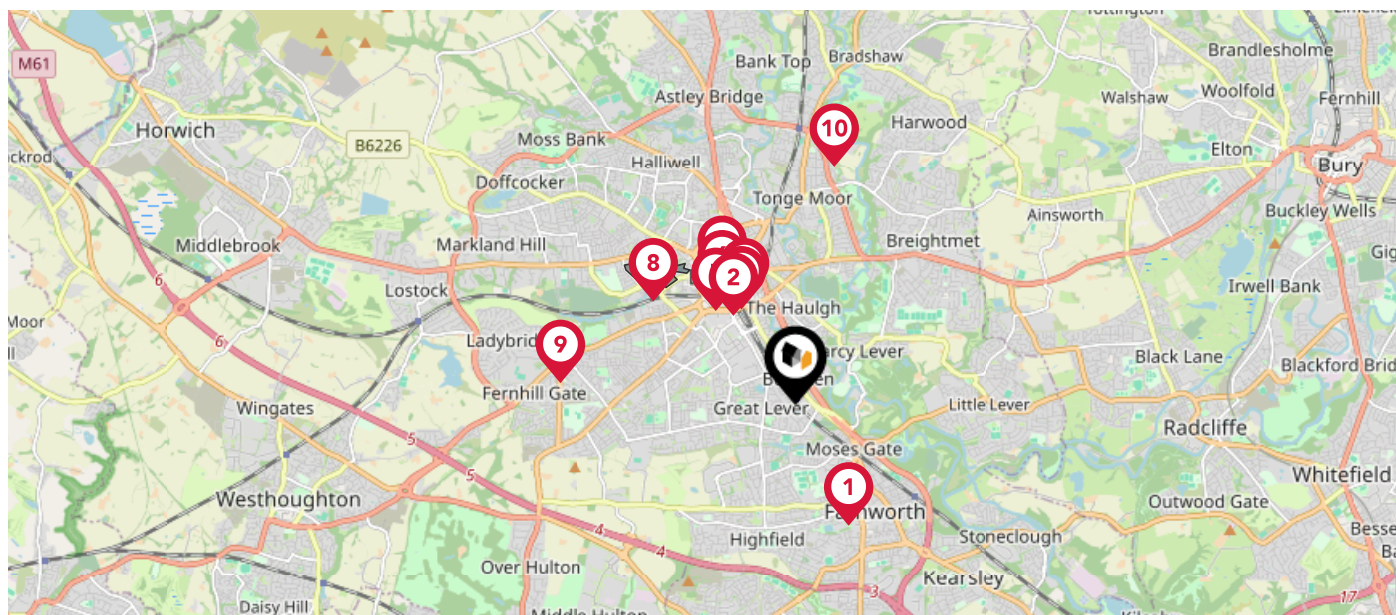 Tottington
M61
Bank Top
Bradshaw
Brandlesholme
Astley Bridge
Walshaw
Woolfold
Fernhill
Horwich
10
Harwood
B6226
Moss Bank
Elton
Halliwell
Bury
Doffcocker
Tonge Moor
Ainsworth
Buckley Wells
Middlebrook
Markland Hill
Breightmet
8
2
6
Lostock
Irwell Bank
The Haulgh
Moor
6
Ladybrid
9
arcy Lever
Black Lane
Blackford Brid
Fernhill Gate
Wingates
Great Lever
Little Lever
Radcliffe
5
Moses Gate
5
Whitefield
1
Westhoughton
Outwood Gate
Farnworth
4
Highfield
4
Stoneclough
Over Hulton
Kearsley
3
17
Daisy Hill
Middle Hulton